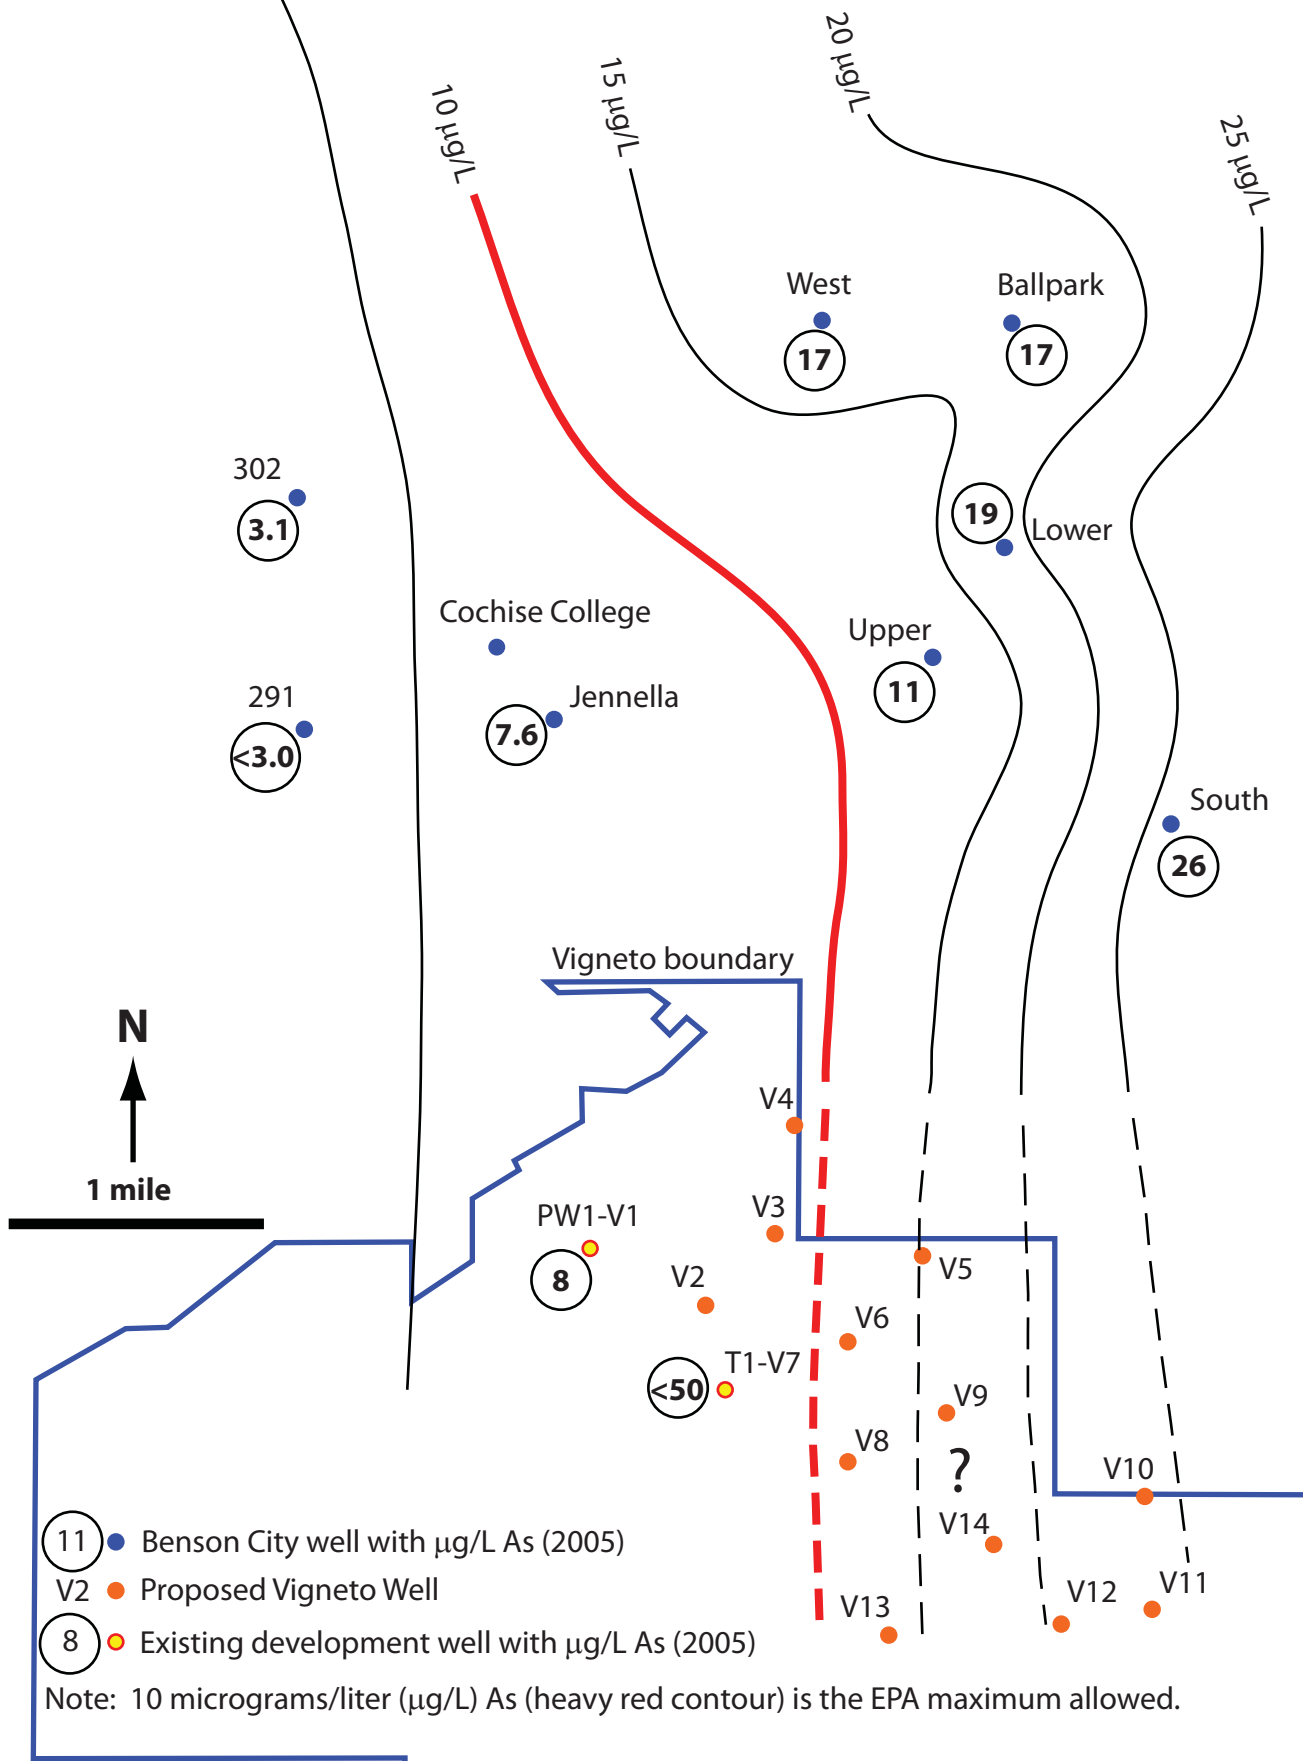 20 µg/L
15 µg/L
10 µg/L
25 µg/L
West
17
Ballpark
17
302
3.1
19
Lower
Cochise College
Upper
11
291
<3.0
Jennella
7.6
South
26
Vigneto boundary
N
1 mile
V4
V3
PW1-V1
8
V2
V5
V6
T1-V7
<50
V9
V8
?
V10
V14
V11
V12
V13
11 Benson City well with µg/L As (2005)
V2 Proposed Vigneto Well
8 Existing development well with µg/L As (2005)
Note: 10 micrograms/liter (µg/L) As (heavy red contour) is the EPA maximum allowed.